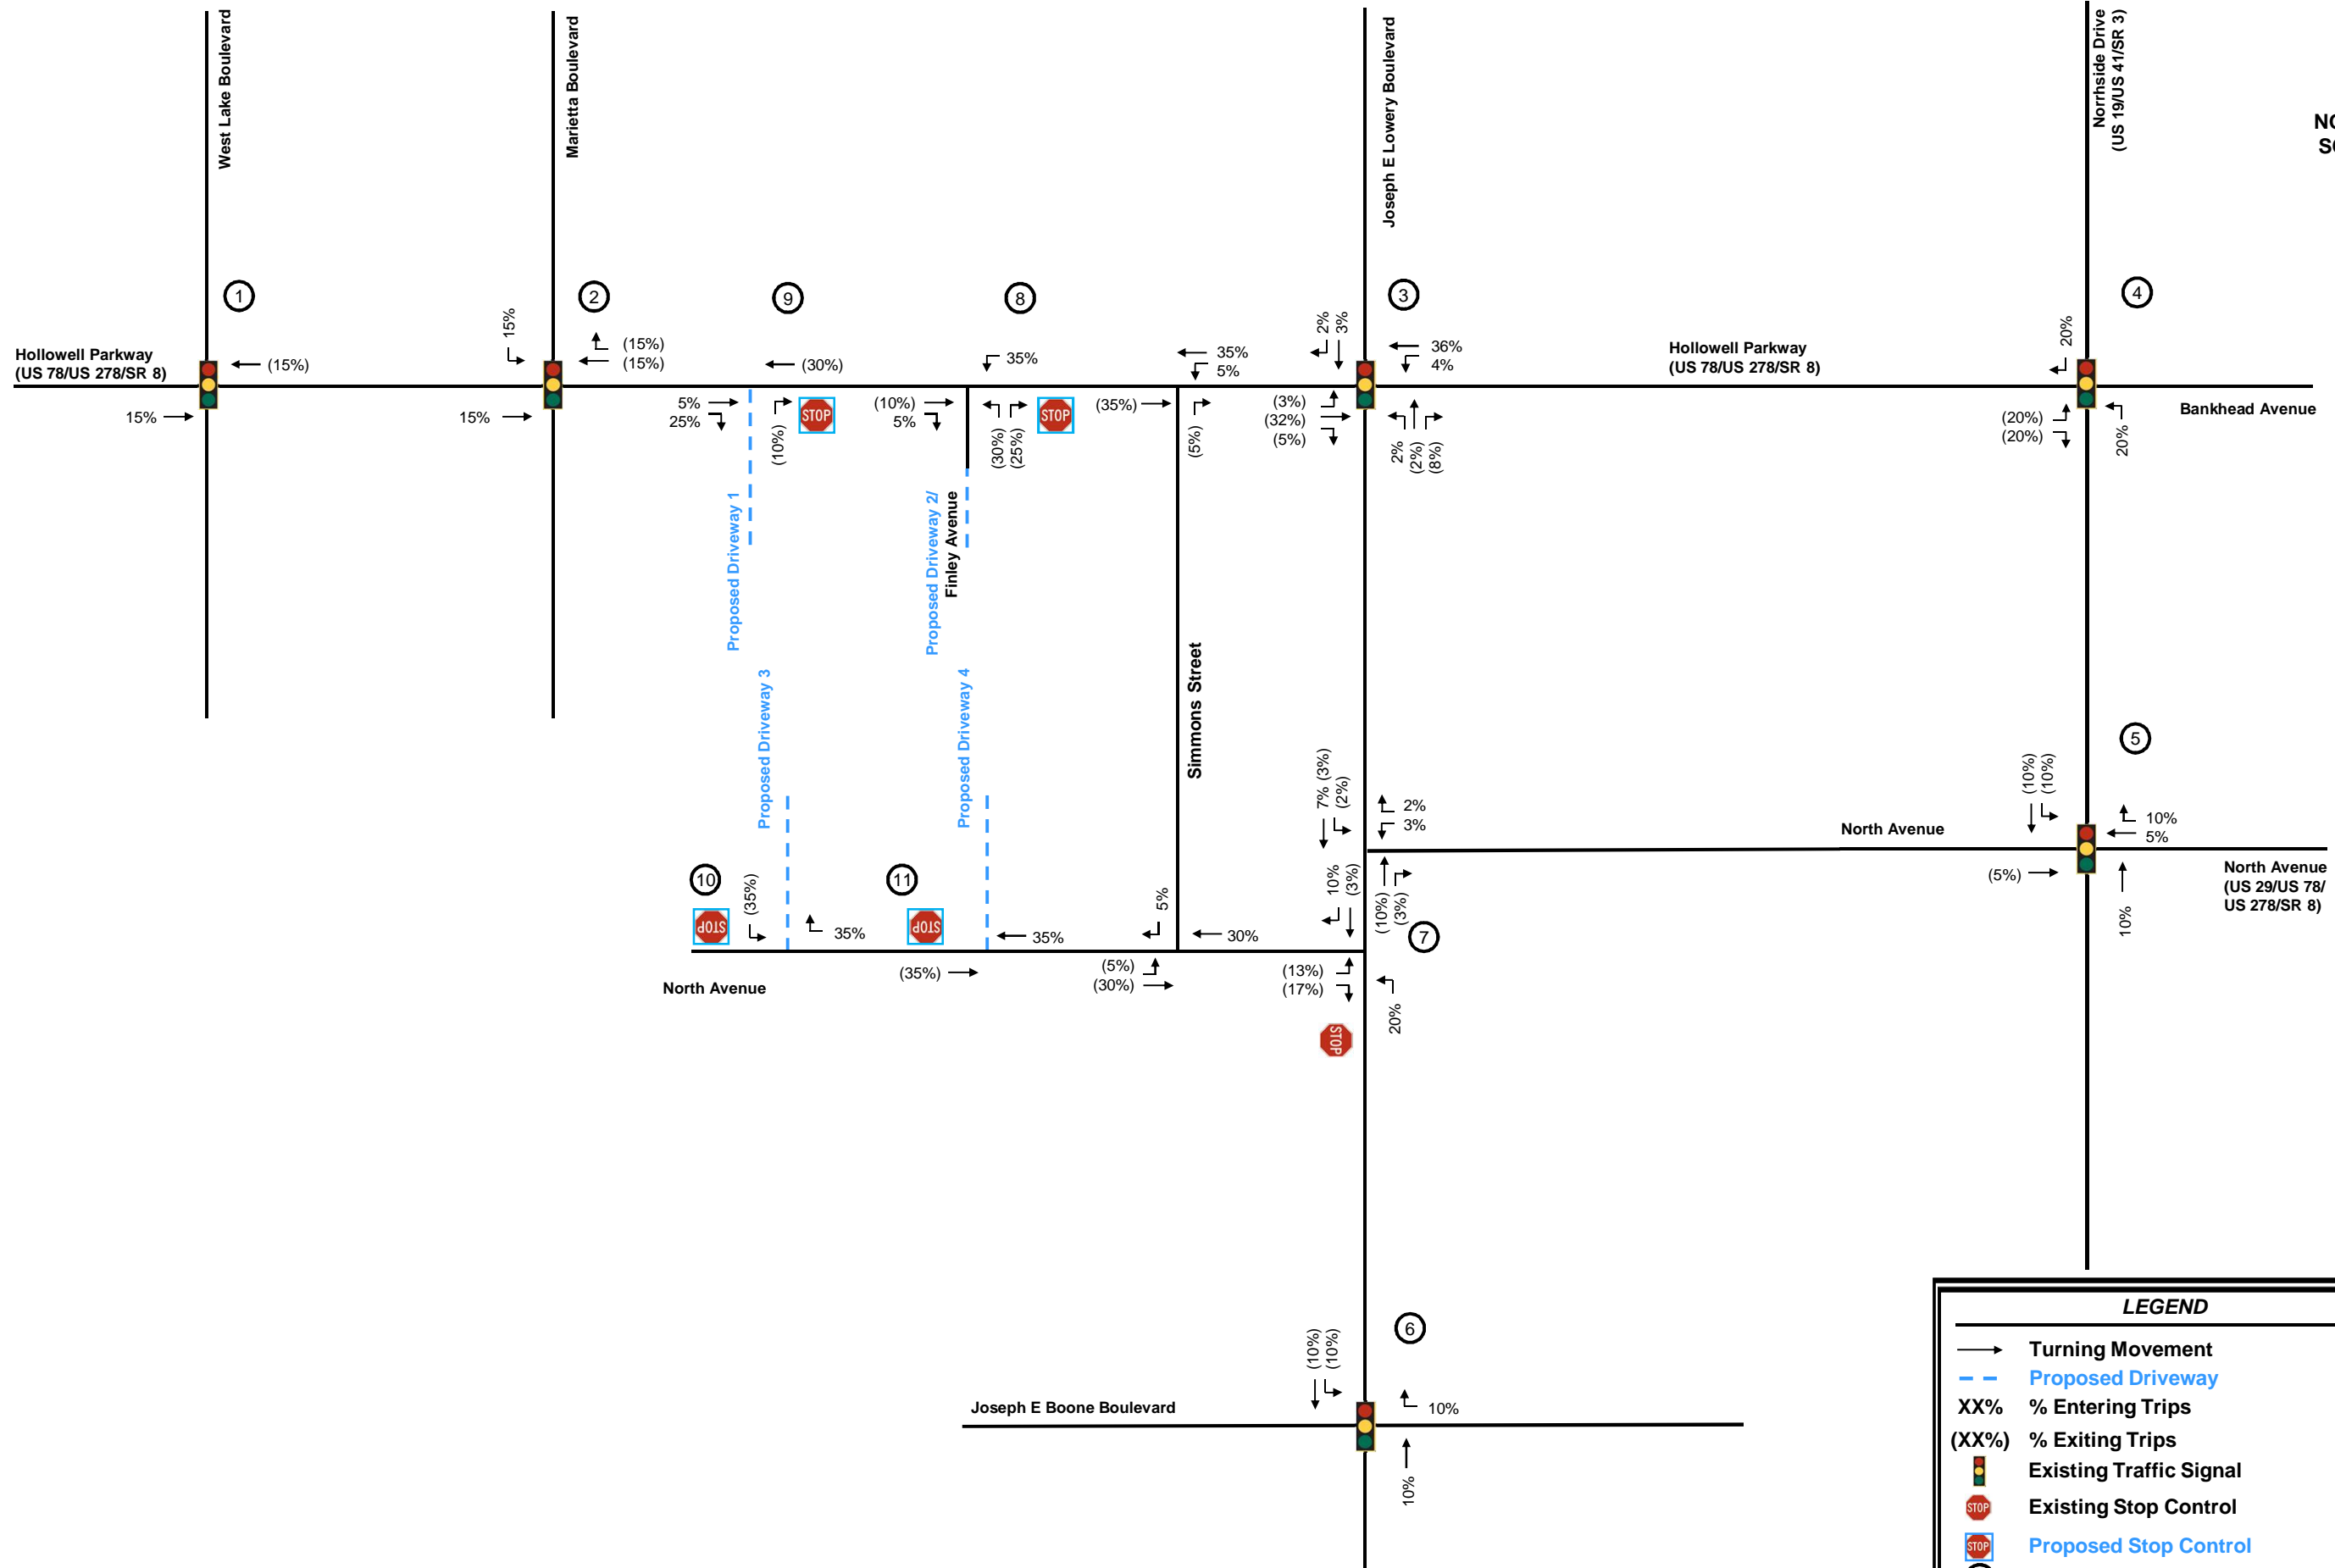 West Lake Boulevard
Marietta Boulevard
Joseph E Lowery Boulevard
Norrhside Drive
(US 19/US 41/SR 3)
1
2
9
8
3
4
Hollowell Parkway
(US 78/US 278/SR 8)
(15%)
15%
15%
(15%)
(15%)
15%
(30%)
5%
25%
(10%)
STOP
35%
(10%)
5%
(30%)
(25%)
STOP
35%
5%
(35%)
(5%)
2%
3%
36%
4%
(3%)
(32%)
(5%)
2%
(2%)
(8%)
Hollowell Parkway
(US 78/US 278/SR 8)
20%
(20%)
(20%)
20%
Bankhead Avenue
Proposed Driveway 1
Proposed Driveway 2/
Finley Avenue
Proposed Driveway 3
Proposed Driveway 4
Simmons Street
10
STOP
(35%)
35%
11
STOP
35%
(35%)
North Avenue
5%
30%
(5%)
(30%)
7% (3%)
(2%)
2%
3%
10%
(3%)
(10%)
(3%)
7
(13%)
(17%)
20%
STOP
North Avenue
5
(10%)
(10%)
10%
5%
(5%)
10%
North Avenue
(US 29/US 78/
US 278/SR 8)
6
(10%)
(10%)
Joseph E Boone Boulevard
10%
10%
LEGEND
Turning Movement
Proposed Driveway
XX% % Entering Trips
(XX%) % Exiting Trips
Existing Traffic Signal
STOP Existing Stop Control
STOP Proposed Stop Control